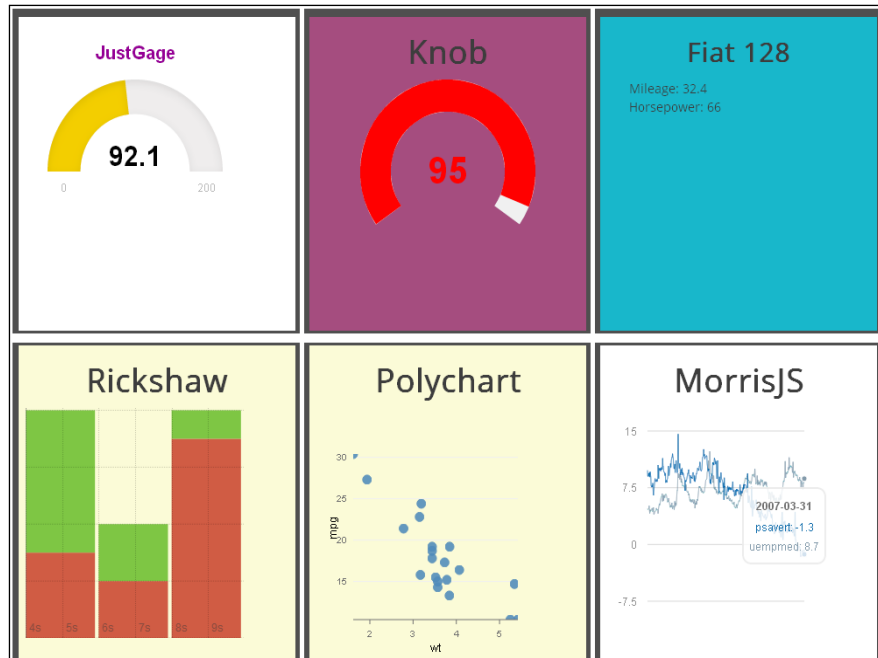 JustGage
92.1
0 200
Knob
95
Fiat 128
Mileage: 32.4
Horsepower: 66
Rickshaw
4s 5s 6s 7s 8s 9s
Polychart
30
25
20
15
mpg
2 3 4 5
wt
MorrisJS
15
7.5
0
-7.5
2007-03-31
psavert: -1.3
uempmed: 8.7